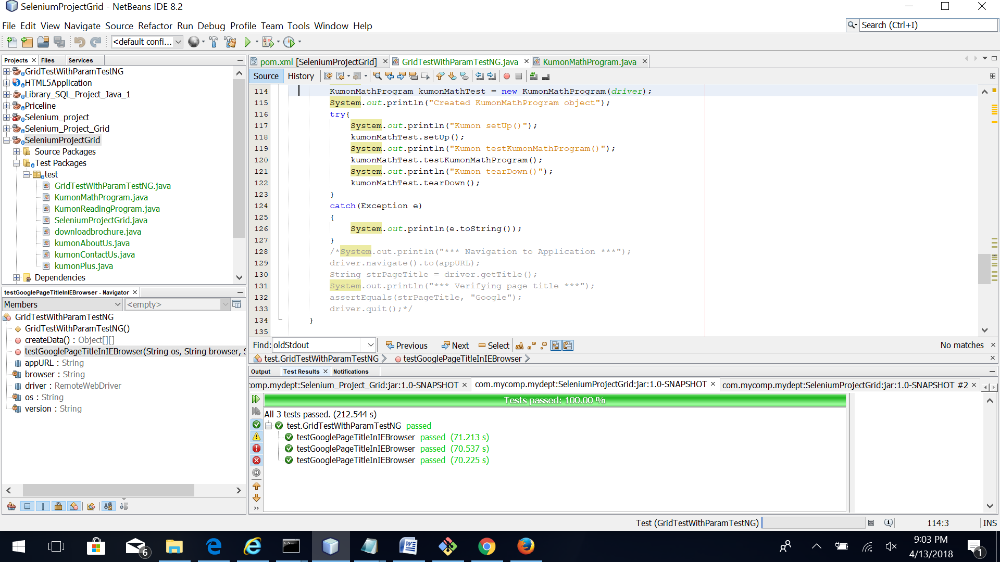 SeleniumProjectGrid - NetBeans IDE 8.2
File Edit View Navigate Source Refactor Run Debug Profile Team Tools Window Help
Search (Ctrl+I)
<default confi...
Projects Files Services
GridTestWithParamTestNG
HTML5Application
Library_SQL_Project_Java_1
Priceline
Selenium_project
Selenium_Project_Grid
SeleniumProjectGrid
Source Packages
Test Packages
test
GridTestWithParamTestNG.java
KumonMathProgram.java
KumonReadingProgram.java
SeleniumProjectGrid.java
downloadbrochure.java
kumonAboutUs.java
kumonContactUs.java
kumonPlus.java
Dependencies
testGooglePageTitleInIEBrowser - Navigator
Members <empty>
GridTestWithParamTestNG
GridTestWithParamTestNG()
createData() : Object[][]
testGooglePageTitleInIEBrowser(String os, String browser, S
appURL : String
browser : String
driver : RemoteWebDriver
os : String
version : String
pom.xml [SeleniumProjectGrid] GridTestWithParamTestNG.java KumonMathProgram.java
Source History
114 KumonMathProgram kumonMathTest = new KumonMathProgram(driver);
115 System.out.println("Created KumonMathProgram object");
116 try{
117 System.out.println("Kumon setUp()");
118 kumonMathTest.setUp();
119 System.out.println("Kumon testKumonMathProgram()");
120 kumonMathTest.testKumonMathProgram();
121 System.out.println("Kumon tearDown()");
122 kumonMathTest.tearDown();
123 }
124 catch(Exception e)
125 {
126 System.out.println(e.toString());
127 }
128 /*System.out.println("*** Navigation to Application ***");
129 driver.navigate().to(appURL);
130 String strPageTitle = driver.getTitle();
131 System.out.println("*** Verifying page title ***");
132 assertEquals(strPageTitle, "Google");
133 driver.quit();*/
134 }
135
Find: oldStdout Previous Next Select No matches
test.GridTestWithParamTestNG testGooglePageTitleInIEBrowser
Output Test Results Notifications
comp.mydept:Selenium_Project_Grid:jar:1.0-SNAPSHOT com.mycomp.mydept:SeleniumProjectGrid:jar:1.0-SNAPSHOT com.mycomp.mydept:SeleniumProjectGrid:jar:1.0-SNAPSHOT #2
Tests passed: 100.00 %
All 3 tests passed. (212.544 s)
test.GridTestWithParamTestNG passed
testGooglePageTitleInIEBrowser passed (71.213 s)
testGooglePageTitleInIEBrowser passed (70.537 s)
testGooglePageTitleInIEBrowser passed (70.225 s)
Test (GridTestWithParamTestNG) 114:3 INS
6
9:03 PM
4/13/2018
1